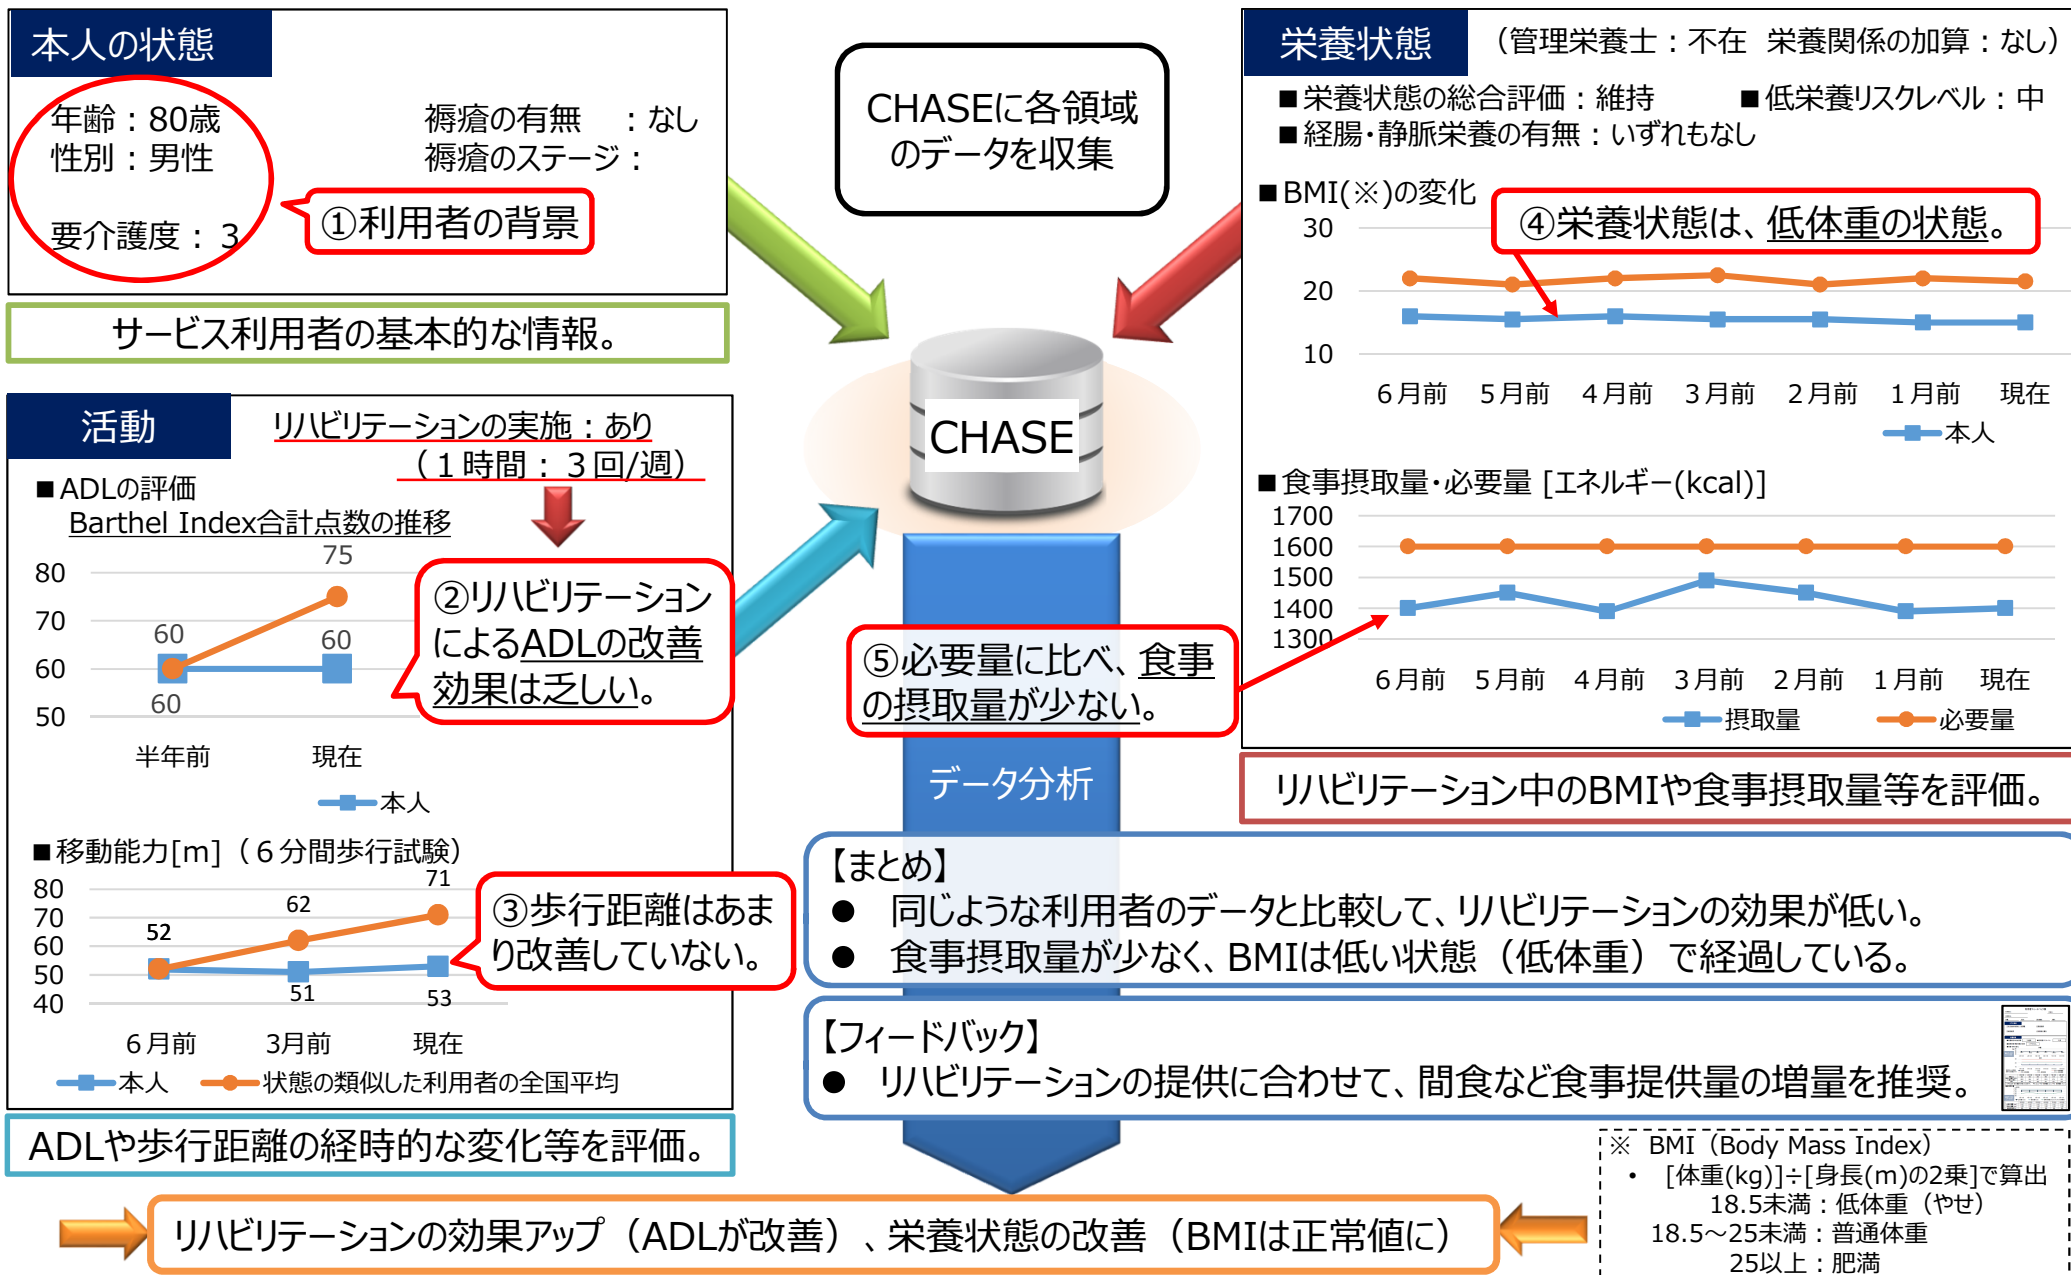 本人の状態
年齢：80歳
性別：男性
要介護度：３
褥瘡の有無　：なし
褥瘡のステージ：
①利用者の背景
サービス利用者の基本的な情報。
CHASEに各領域
のデータを収集
栄養状態
（管理栄養士：不在 栄養関係の加算：なし）
■栄養状態の総合評価：維持
■低栄養リスクレベル：中
■経腸・静脈栄養の有無：いずれもなし
■BMI(※)の変化
④栄養状態は、低体重の状態。
30
20
10
６月前 ５月前 ４月前 ３月前 ２月前 １月前 現在
本人
■食事摂取量・必要量 [エネルギー(kcal)]
1700
1600
1500
1400
1300
６月前 ５月前 ４月前 ３月前 ２月前 １月前 現在
摂取量 必要量
リハビリテーション中のBMIや食事摂取量等を評価。
活動
リハビリテーションの実施：あり
（１時間：３回/週）
■ADLの評価
Barthel Index合計点数の推移
80
70
60
50
75
60
60
60
半年前 現在
本人
②リハビリテーション
によるADLの改善
効果は乏しい。
■移動能力[m]（６分間歩行試験）
80
70
60
50
40
52
62
71
51
53
６月前 3月前 現在
本人 状態の類似した利用者の全国平均
③歩行距離はあま
り改善していない。
ADLや歩行距離の経時的な変化等を評価。
CHASE
⑤必要量に比べ、食事
の摂取量が少ない。
データ分析
【まとめ】
● 同じような利用者のデータと比較して、リハビリテーションの効果が低い。
● 食事摂取量が少なく、BMIは低い状態（低体重）で経過している。
【フィードバック】
● リハビリテーションの提供に合わせて、間食など食事提供量の増量を推奨。
リハビリテーションの効果アップ（ADLが改善）、栄養状態の改善（BMIは正常値に）
※ BMI（Body Mass Index）
・ [体重(kg)]÷[身長(m)の2乗]で算出
18.5未満：低体重（やせ）
18.5～25未満：普通体重
25以上：肥満